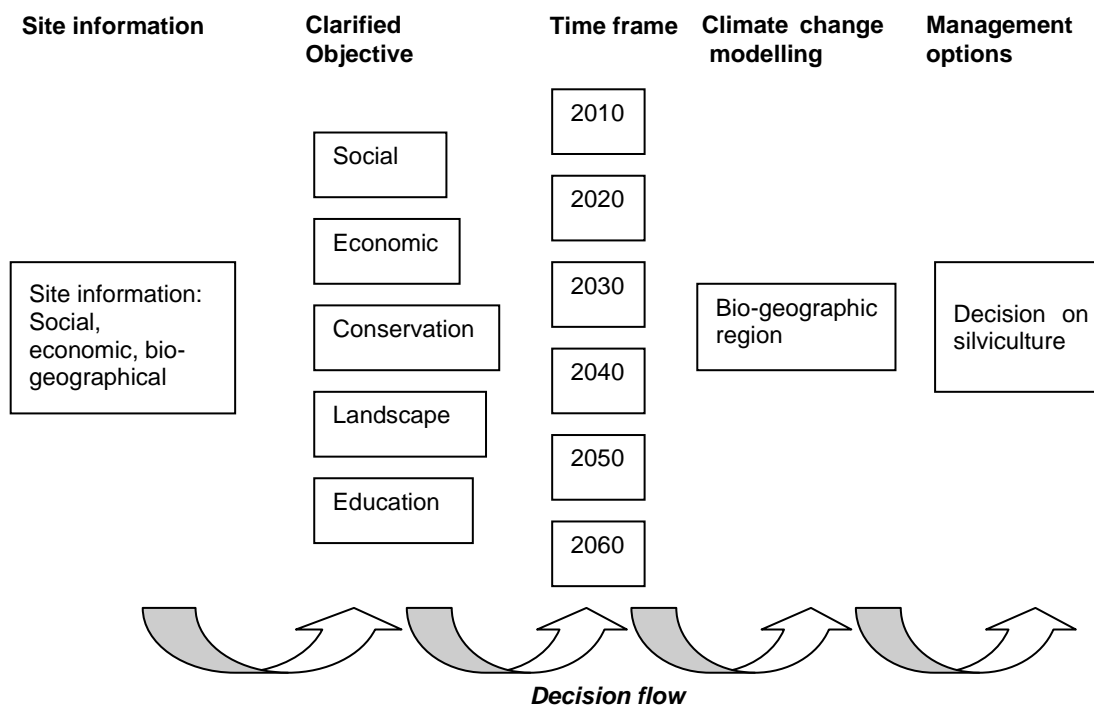 Site information
Clarified
Objective
Time frame
Climate change
modelling
Management
options
Site information:
Social,
economic, bio-
geographical
Social
Economic
Conservation
Landscape
Education
2010
2020
2030
2040
2050
2060
Bio-geographic
region
Decision on
silviculture
Decision flow